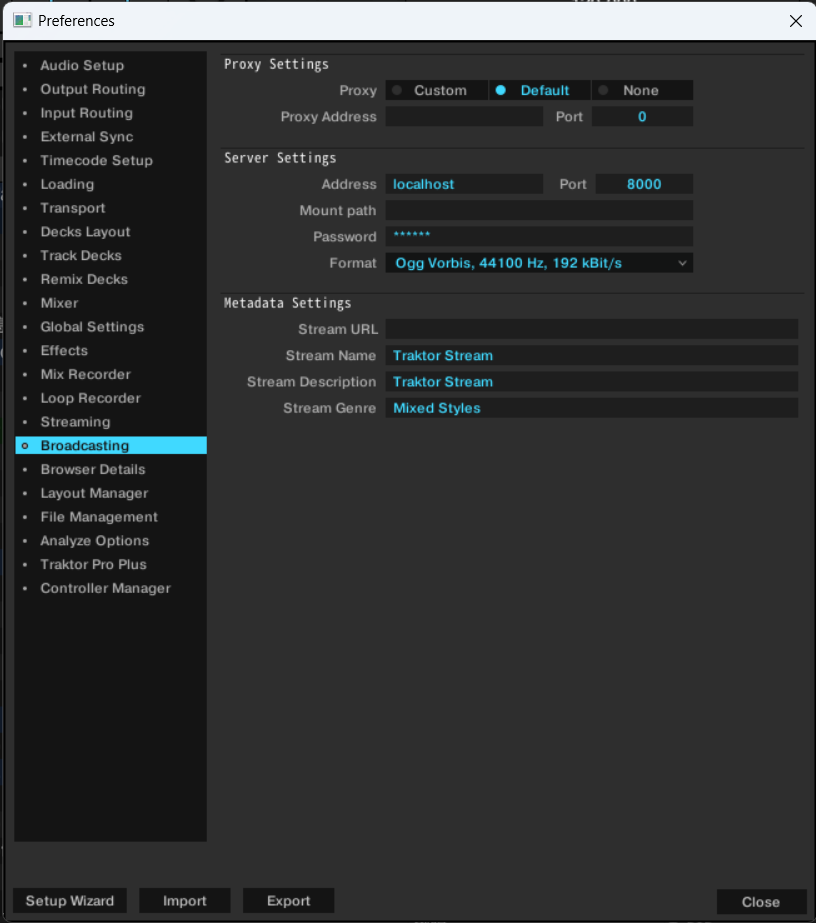 Preferences
Audio Setup
Output Routing
Input Routing
External Sync
Timecode Setup
Loading
Transport
Decks Layout
Track Decks
Remix Decks
Mixer
Global Settings
Effects
Mix Recorder
Loop Recorder
Streaming
Broadcasting
Browser Details
Layout Manager
File Management
Analyze Options
Traktor Pro Plus
Controller Manager
Proxy Settings
Proxy Custom Default None
Proxy Address Port 0
Server Settings
Address localhost Port 8000
Mount path
Password ******
Format Ogg Vorbis, 44100 Hz, 192 kBit/s
Metadata Settings
Stream URL
Stream Name Traktor Stream
Stream Description Traktor Stream
Stream Genre Mixed Styles
Setup Wizard Import Export Close